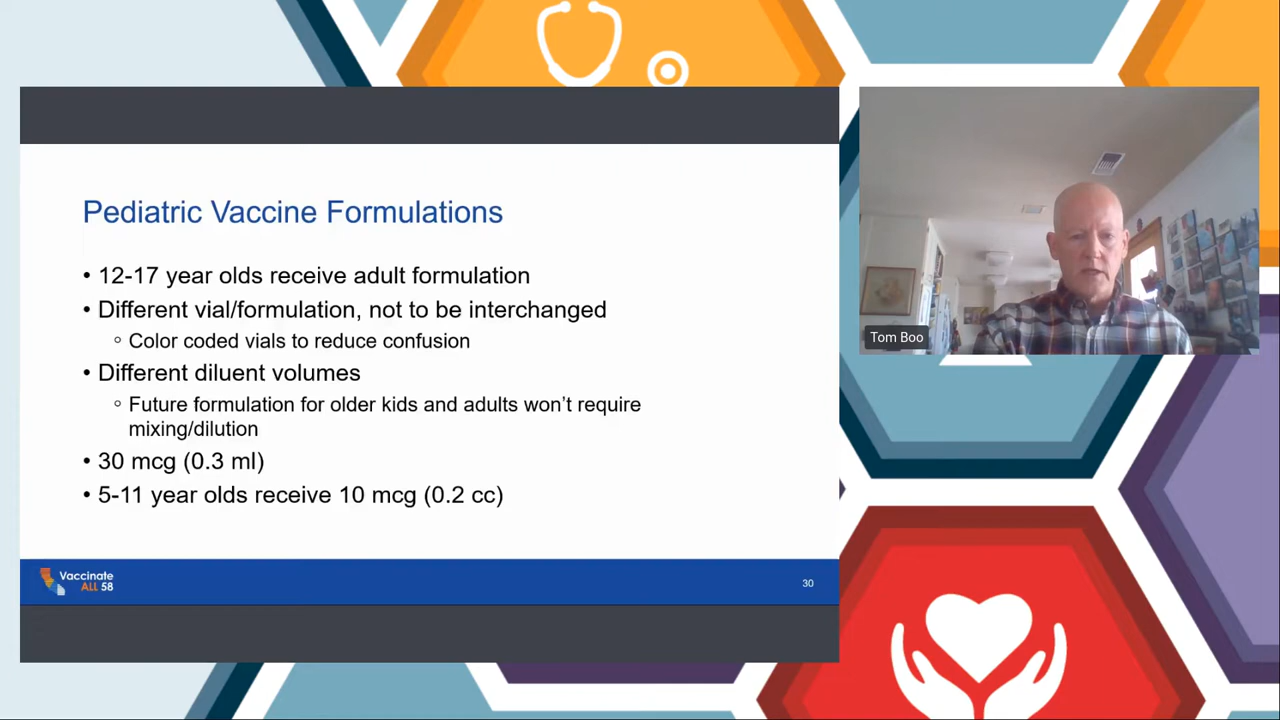 Pediatric Vaccine Formulations
• 12-17 year olds receive adult formulation
• Different vial/formulation, not to be interchanged
◦ Color coded vials to reduce confusion
• Different diluent volumes
◦ Future formulation for older kids and adults won’t require
mixing/dilution
• 30 mcg (0.3 ml)
• 5-11 year olds receive 10 mcg (0.2 cc)
Vaccinate
ALL 58
30
Tom Boo